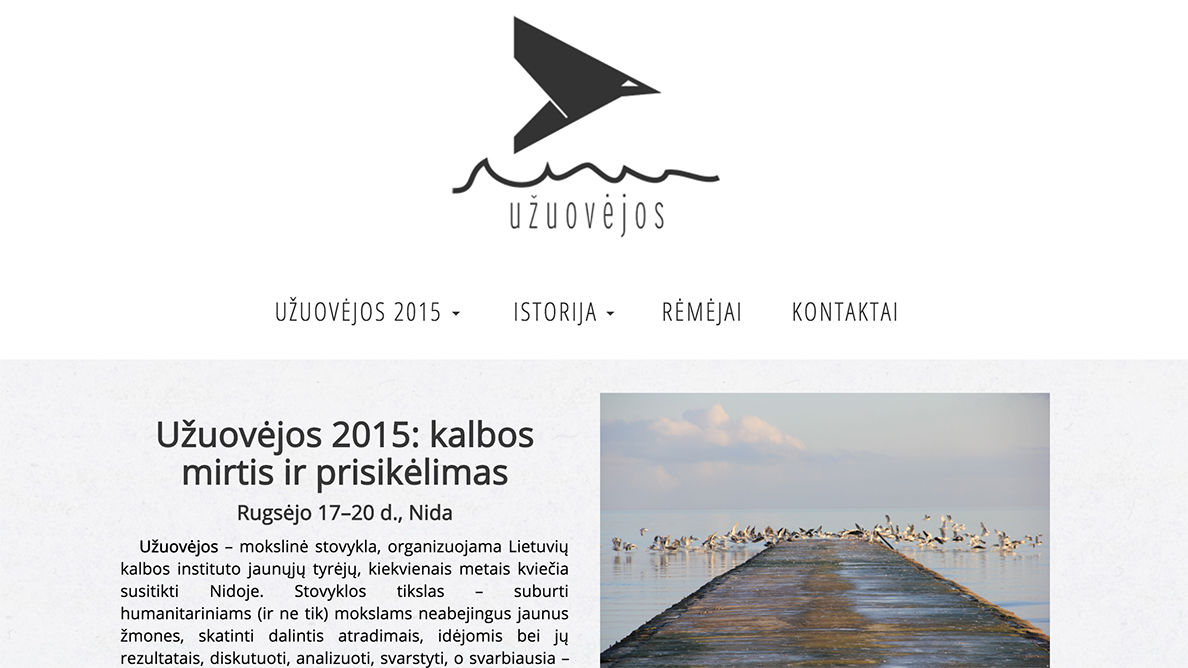 užuovėjos
UŽUOVĖJOS 2015 ISTORIJA RĖMĖJAI KONTAKTAI
Užuovėjos 2015: kalbos
mirtis ir prisikėlimas
Rugsėjo 17–20 d., Nida
Užuovėjos – mokslinė stovykla, organizuojama Lietuvių
kalbos instituto jaunųjų tyrėjų, kiekvienais metais kviečia
susitikti Nidoje. Stovyklos tikslas – suburti
humanitariniams (ir ne tik) mokslams neabejingus jaunus
žmones, skatinti dalintis atradimais, idėjomis bei jų
rezultatais, diskutuoti, analizuoti, svarstyti, o svarbiausia –